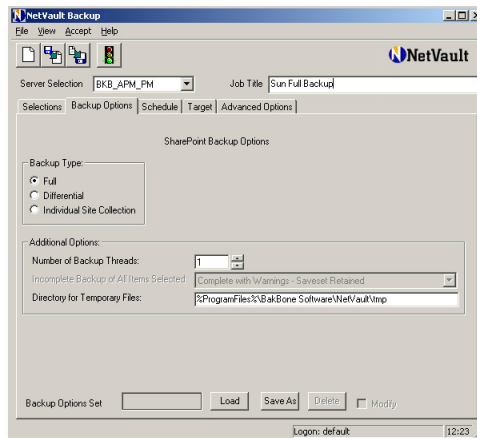 NetVault Backup
File View Accept Help
NetVault
Server Selection BKB_APM_PM Job Title Sun Full Backup
Selections Backup Options Schedule Target Advanced Options
SharePoint Backup Options
Backup Type:
Full
Differential
Individual Site Collection
Additional Options:
Number of Backup Threads: 1
Incomplete Backup of All Items Selected: Complete with Warnings - Saveset Retained
Directory for Temporary Files: %ProgramFiles%\BakBone Software\NetVault\tmp
Backup Options Set Load Save As Delete Modify
Logon: default 12:23